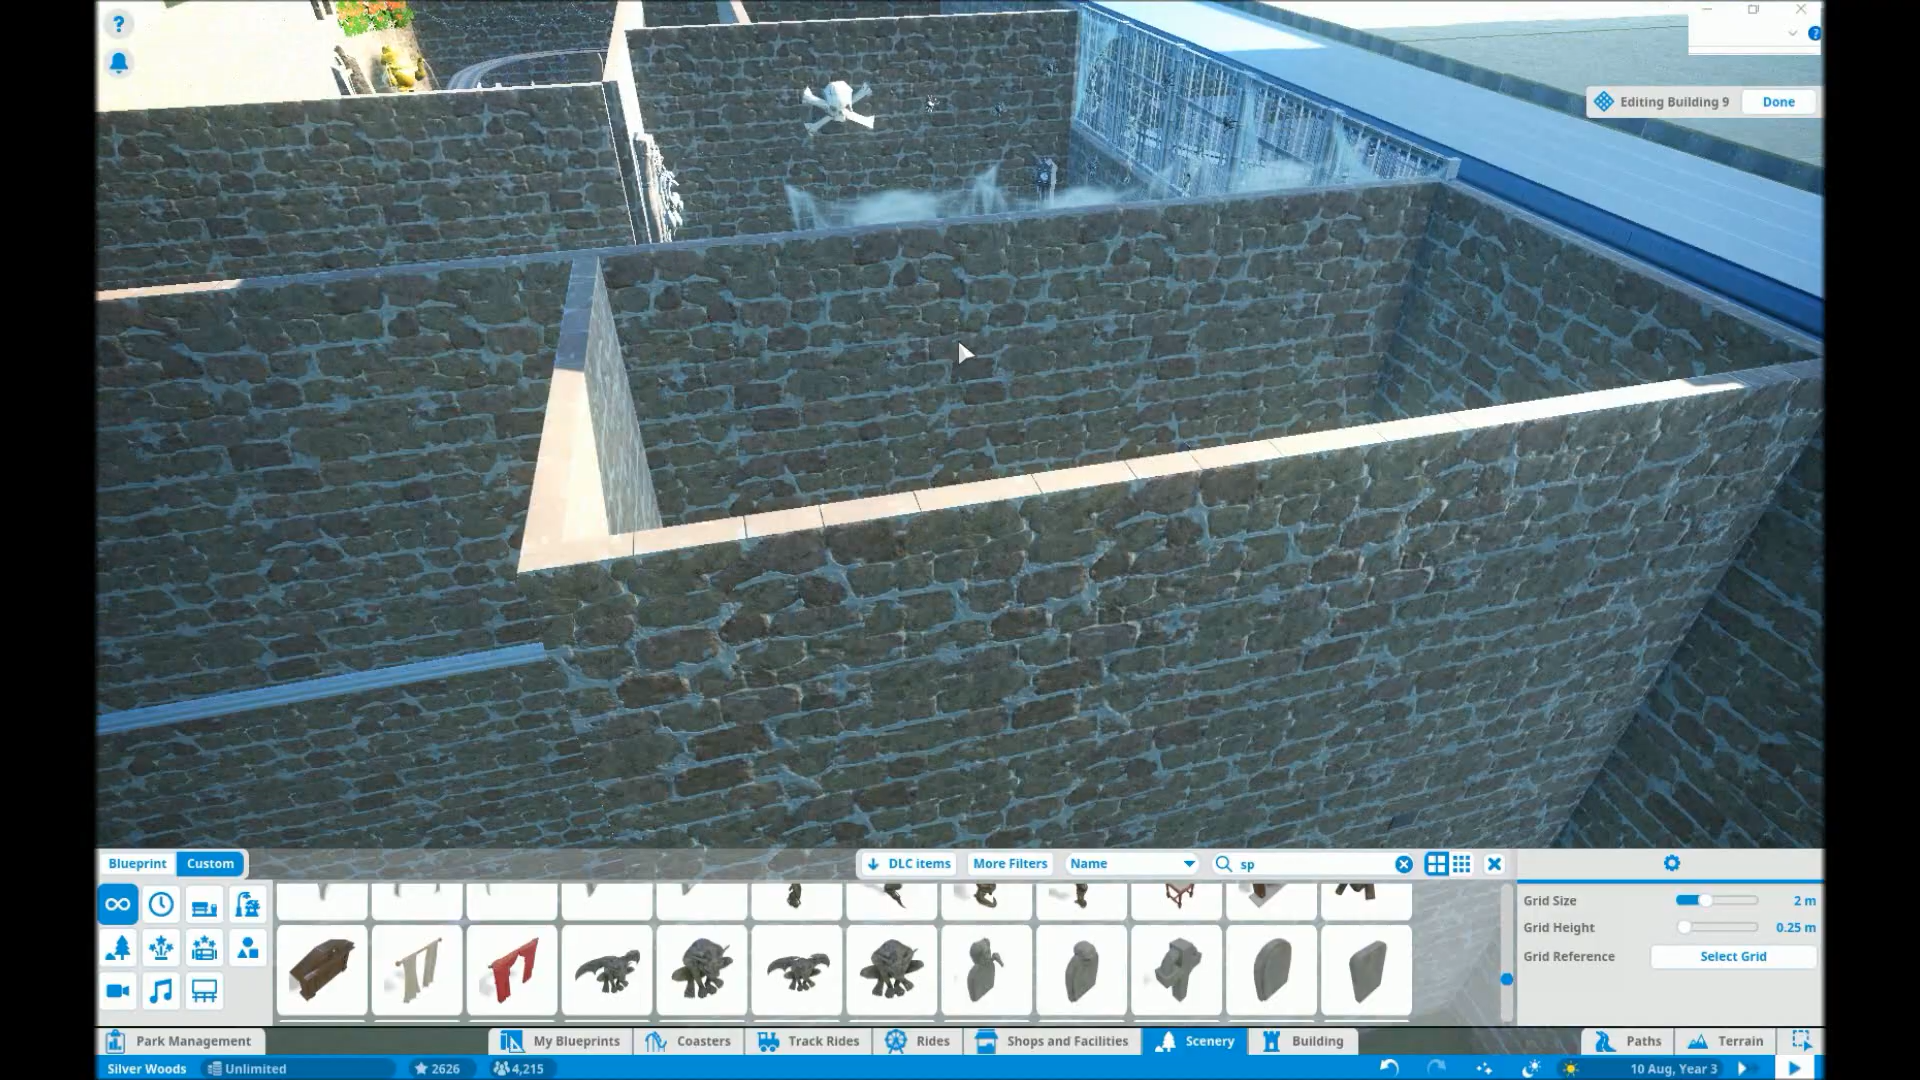 ?
?
Editing Building 9 Done
Blueprint Custom
DLC items More Filters Name sp
Grid Size 2 m
Grid Height 0.25 m
Grid Reference Select Grid
Park Management My Blueprints Coasters Track Rides Rides Shops and Facilities Scenery Building Paths Terrain
Silver Woods Unlimited 2626 4,215 10 Aug, Year 3